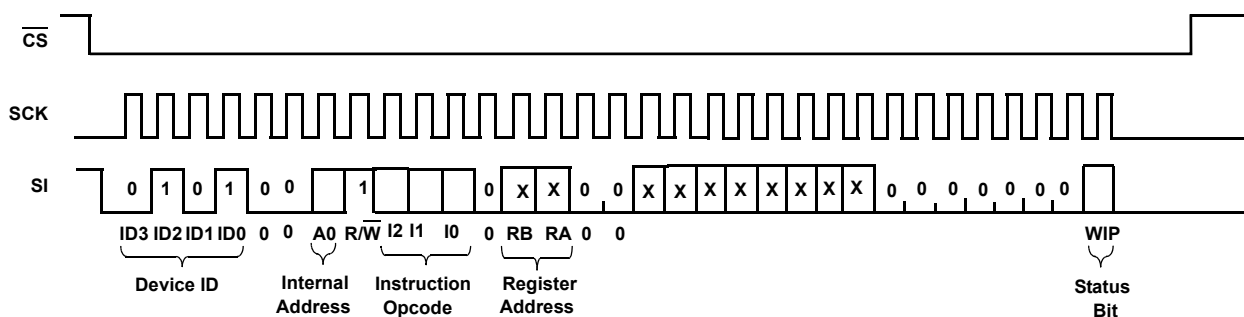 CS
SCK
SI 0 1 0 1 0 0 1 0 X X 0 0 X X X X X X X X 0 0 0 0 0 0 0
ID3 ID2 ID1 ID0 0 0 A0 R/W I2 I1 I0 0 RB RA 0 0 WIP
Device ID Internal Address Instruction Opcode Register Address Status Bit